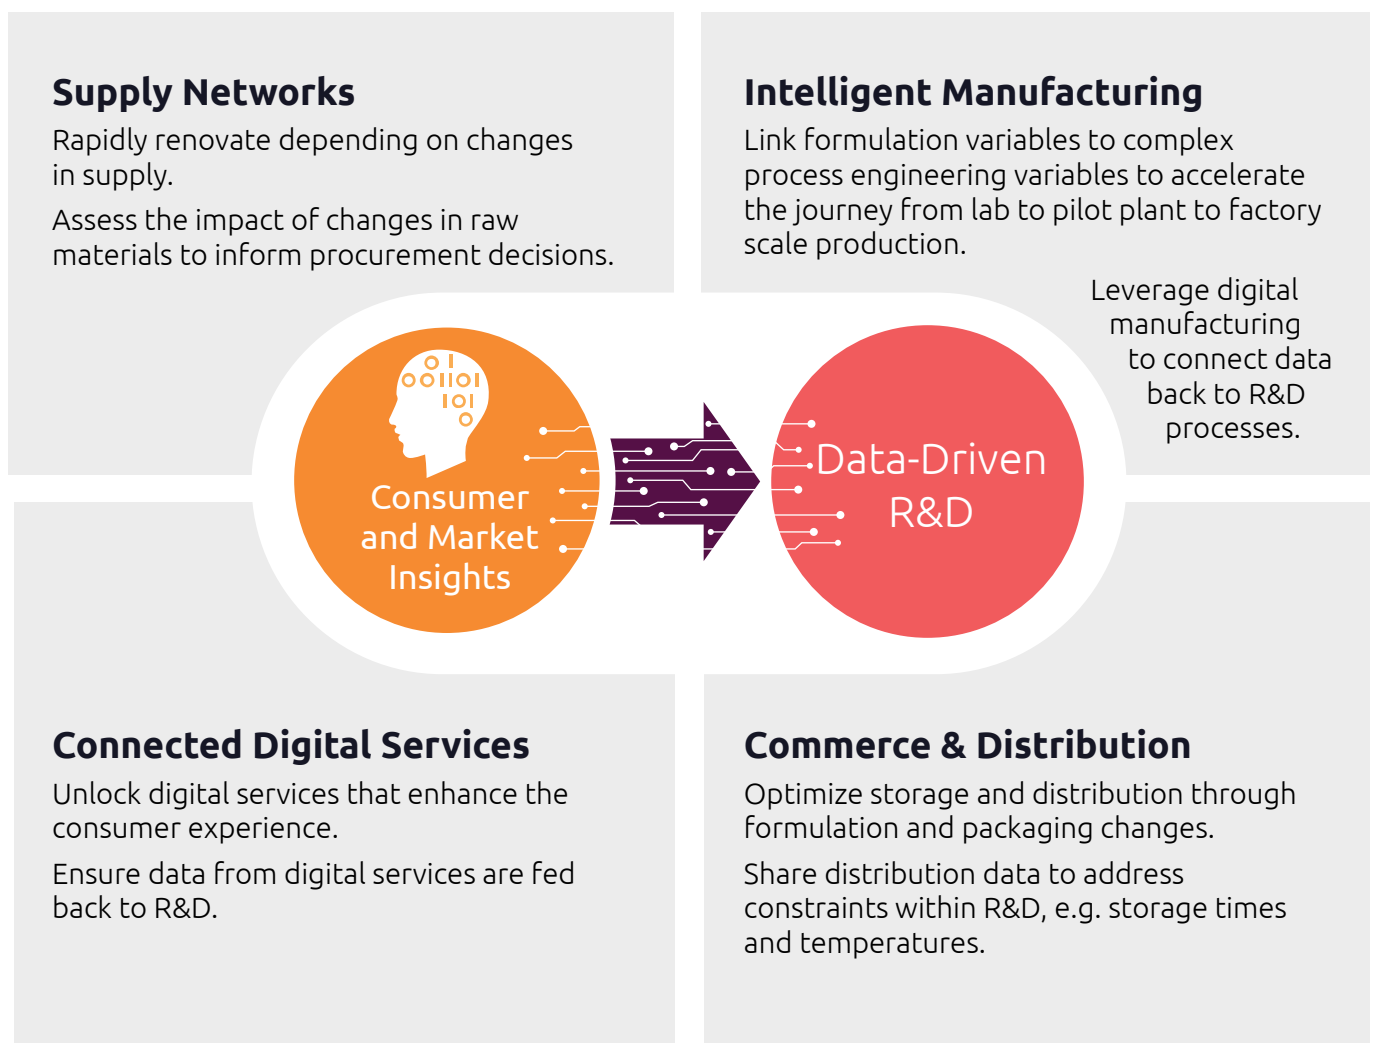 Supply Networks
Rapidly renovate depending on changes
in supply.
Assess the impact of changes in raw
materials to inform procurement decisions.
Intelligent Manufacturing
Link formulation variables to complex
process engineering variables to accelerate
the journey from lab to pilot plant to factory
scale production.
Leverage digital
manufacturing
to connect data
back to R&D
processes.
O I
OOIIOI
IOI
O
Consumer
and Market
Insights
Data-Driven
R&D
Connected Digital Services
Unlock digital services that enhance the
consumer experience.
Ensure data from digital services are fed
back to R&D.
Commerce & Distribution
Optimize storage and distribution through
formulation and packaging changes.
Share distribution data to address
constraints within R&D, e.g. storage times
and temperatures.